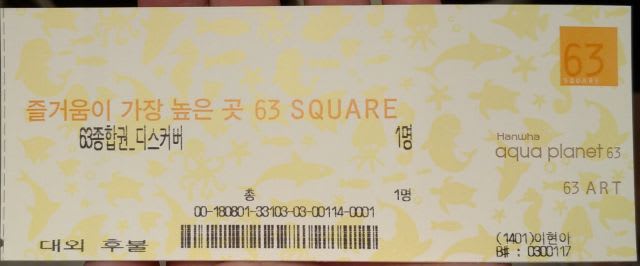 63
SQUARE
즐거움이 가장 높은 곳 63 SQUARE
63종합권_디스커버 1명
Hanwha
aqua planet 63
63 ART
총 1명
00-180801-33103-03-00114-0001
대외 후불
(1401)이현아
B# : 0300117